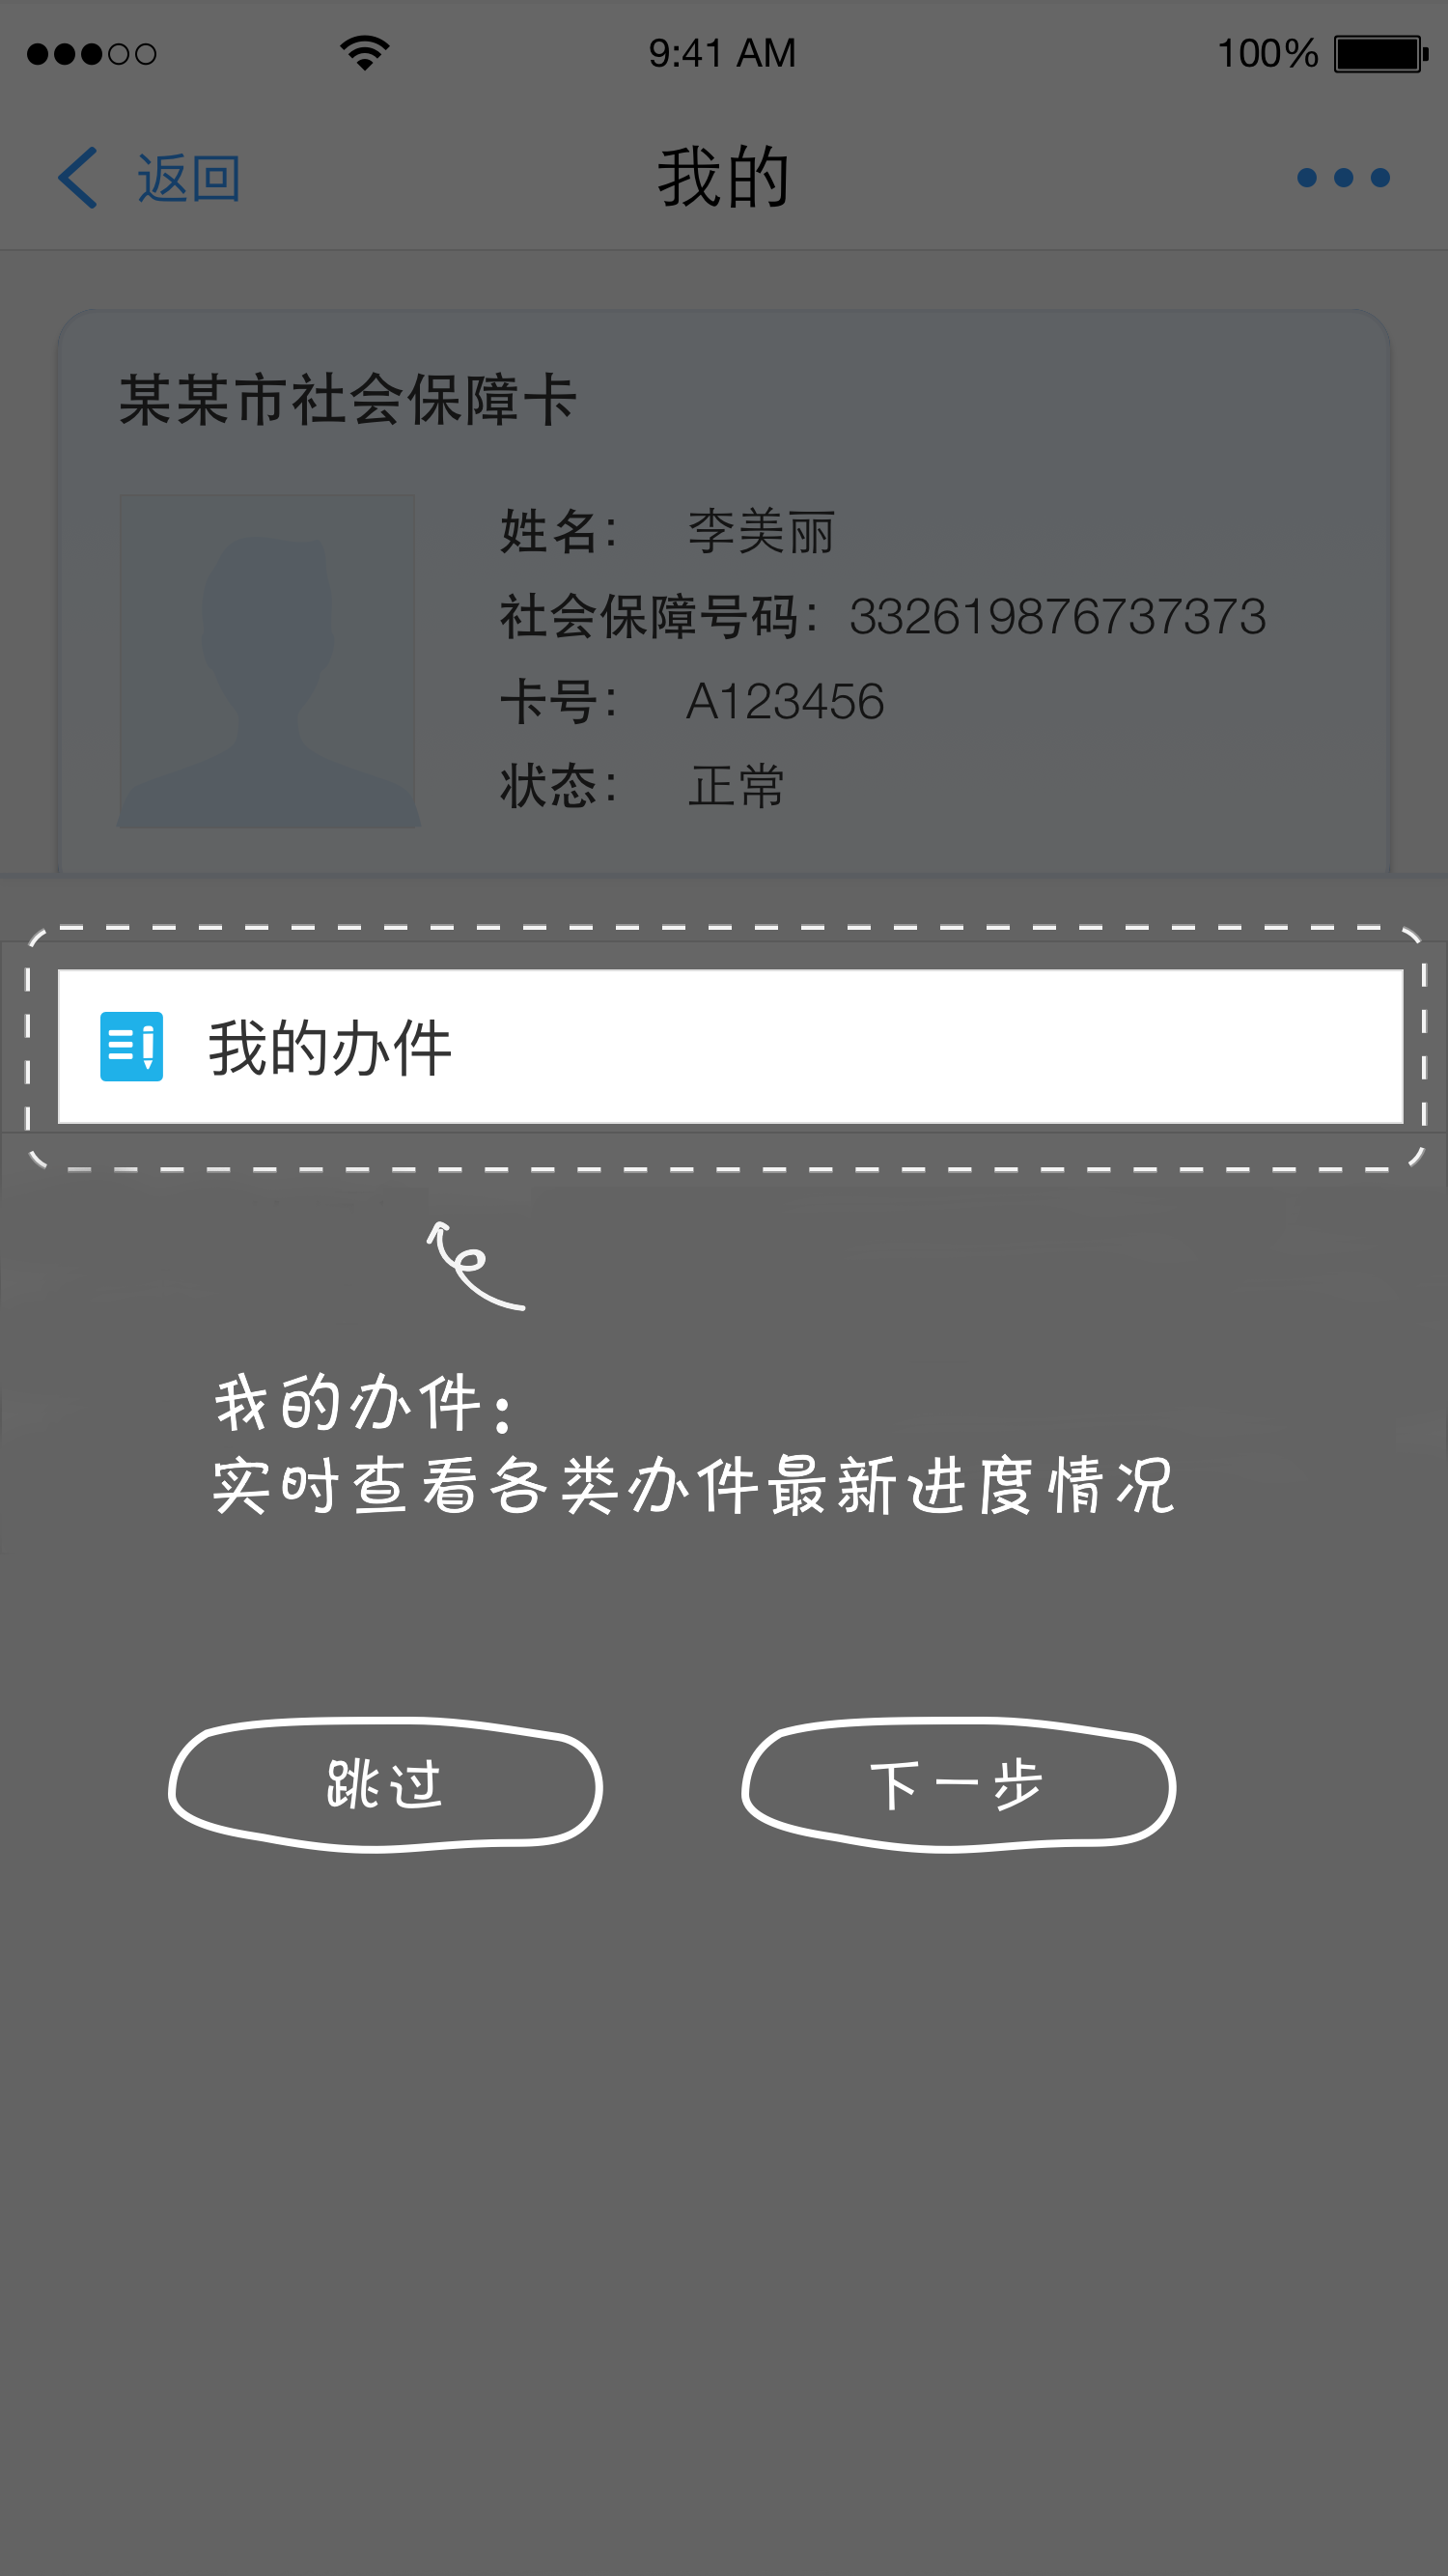 9:41 AM 100%
返回 我的
某某市社会保障卡
姓名： 李美丽
社会保障号码：332619876737373
卡号： A123456
状态： 正常
我的办件
我的办件：
实时查看各类办件最新进度情况
跳过 下一步